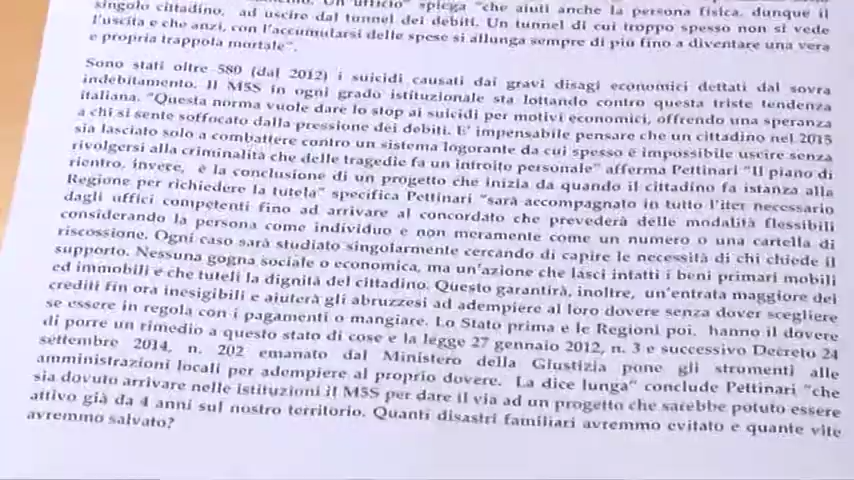 Un ufficio" spiega "che aiuti anche la persona fisica, dunque il
singolo cittadino, ad uscire dal tunnel dei debiti. Un tunnel di cui troppo spesso non si vede
l'uscita e che anzi, con l'accumularsi delle spese si allunga sempre di più fino a diventare una vera
e propria trappola mortale".
Sono stati oltre 580 (dal 2012) i suicidi causati dai gravi disagi economici dettati dal sovra
indebitamento. Il M5S in ogni grado istituzionale sta lottando contro questa triste tendenza
italiana. "Questa norma vuole dare lo stop ai suicidi per motivi economici, offrendo una speranza
a chi si sente soffocato dalla pressione dei debiti. E' impensabile pensare che un cittadino nel 2015
sia lasciato solo a combattere contro un sistema logorante da cui spesso è impossibile uscire senza
rivolgersi alla criminalità che delle tragedie fa un introito personale" afferma Pettinari "Il piano di
rientro, invece, è la conclusione di un progetto che inizia da quando il cittadino fa istanza alla
Regione per richiedere la tutela" specifica Pettinari "sarà accompagnato in tutto l'iter necessario
dagli uffici competenti fino ad arrivare al concordato che prevederà delle modalità flessibili
considerando la persona come individuo e non meramente come un numero o una cartella di
riscossione. Ogni caso sarà studiato singolarmente cercando di capire le necessità di chi chiede il
supporto. Nessuna gogna sociale o economica, ma un'azione che lasci intatti i beni primari mobili
ed immobili e che tuteli la dignità del cittadino. Questo garantirà, inoltre, un'entrata maggiore dei
crediti fin ora inesigibili e aiuterà gli abruzzesi ad adempiere al loro dovere senza dover scegliere
se essere in regola con i pagamenti o mangiare. Lo Stato prima e le Regioni poi, hanno il dovere
di porre un rimedio a questo stato di cose e la legge 27 gennaio 2012, n. 3 e successivo Decreto 24
settembre 2014, n. 202 emanato dal Ministero della Giustizia pone gli strumenti alle
amministrazioni locali per adempiere al proprio dovere. La dice lunga" conclude Pettinari "che
sia dovuto arrivare nelle istituzioni il M5S per dare il via ad un progetto che sarebbe potuto essere
attivo già da 4 anni sul nostro territorio. Quanti disastri familiari avremmo evitato e quante vite
avremmo salvato?